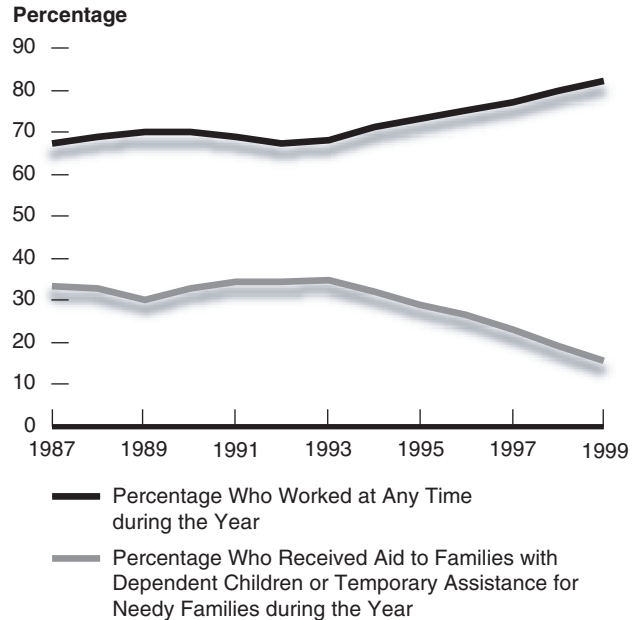 Percentage
90
80
70
60
50
40
30
20
10
0
1987 1989 1991 1993 1995 1997 1999
Percentage Who Worked at Any Time
during the Year
Percentage Who Received Aid to Families with
Dependent Children or Temporary Assistance for
Needy Families during the Year